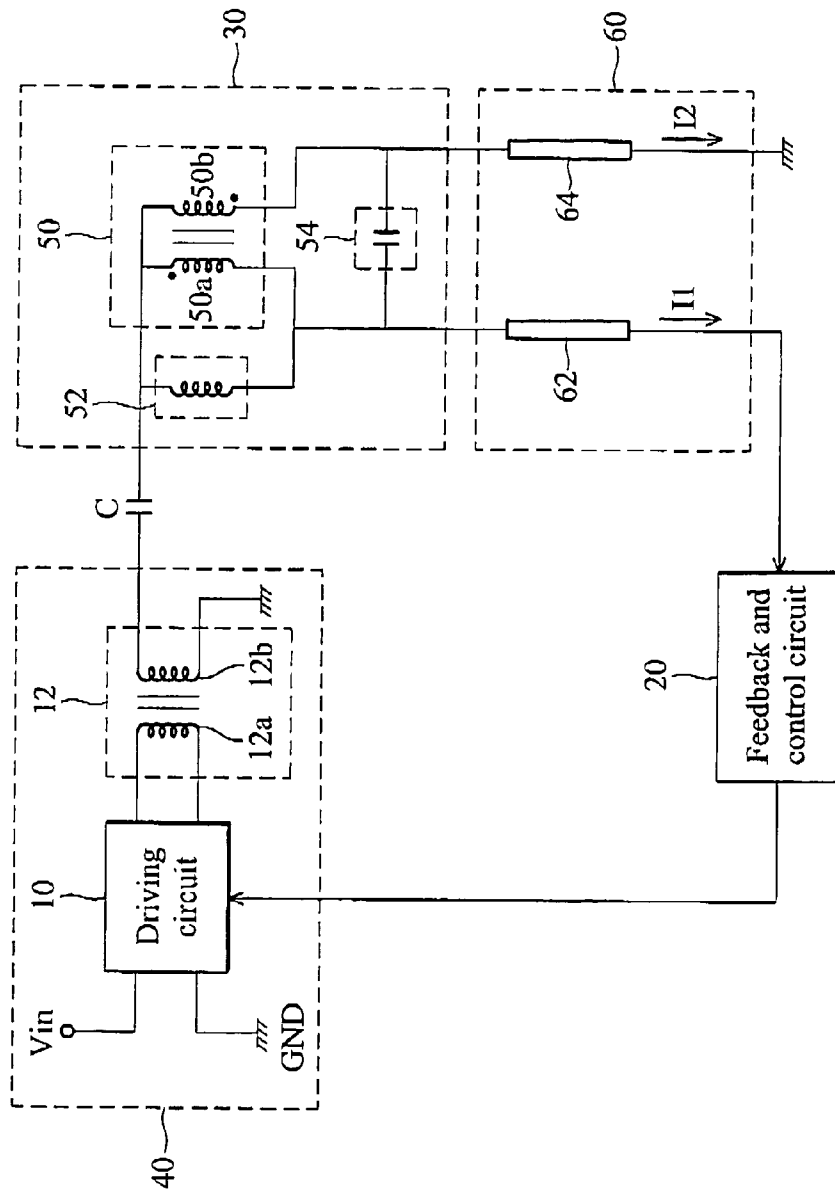 40
Vin
GND
10
Driving
circuit
12
12a
12b
C
30
50
50a
50b
52
54
60
62
64
I1
I2
20
Feedback and
control circuit